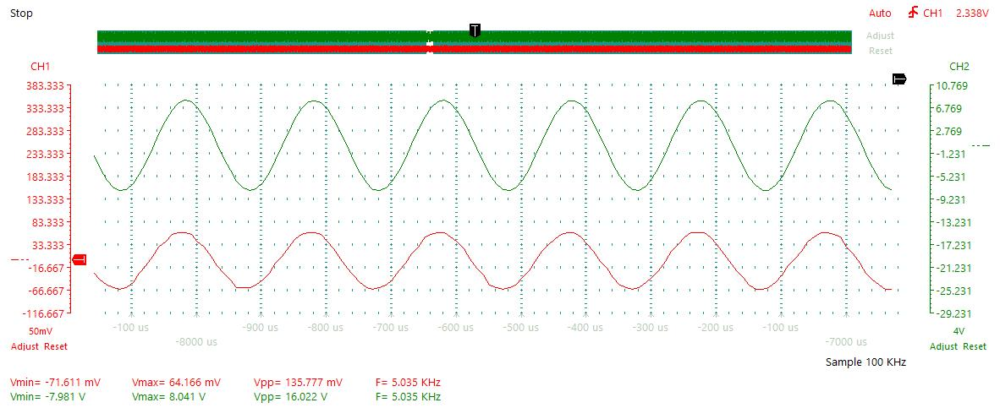 Stop
Auto CH1 2.338V
T
Adjust
Reset
CH1
CH2
383.333
10.769
333.333
6.769
283.333
2.769
233.333
-1.231
183.333
-5.231
133.333
-9.231
83.333
-13.231
33.333
-17.231
-16.667
-21.231
-66.667
-25.231
-116.667
-29.231
-100 us -900 us -800 us -700 us -600 us -500 us -400 us -300 us -200 us -100 us
50mV
4V
-8000 us -7000 us
Adjust Reset
Adjust Reset
Sample 100 KHz
Vmin= -71.611 mV Vmax= 64.166 mV Vpp= 135.777 mV F= 5.035 KHz
Vmin= -7.981 V Vmax= 8.041 V Vpp= 16.022 V F= 5.035 KHz